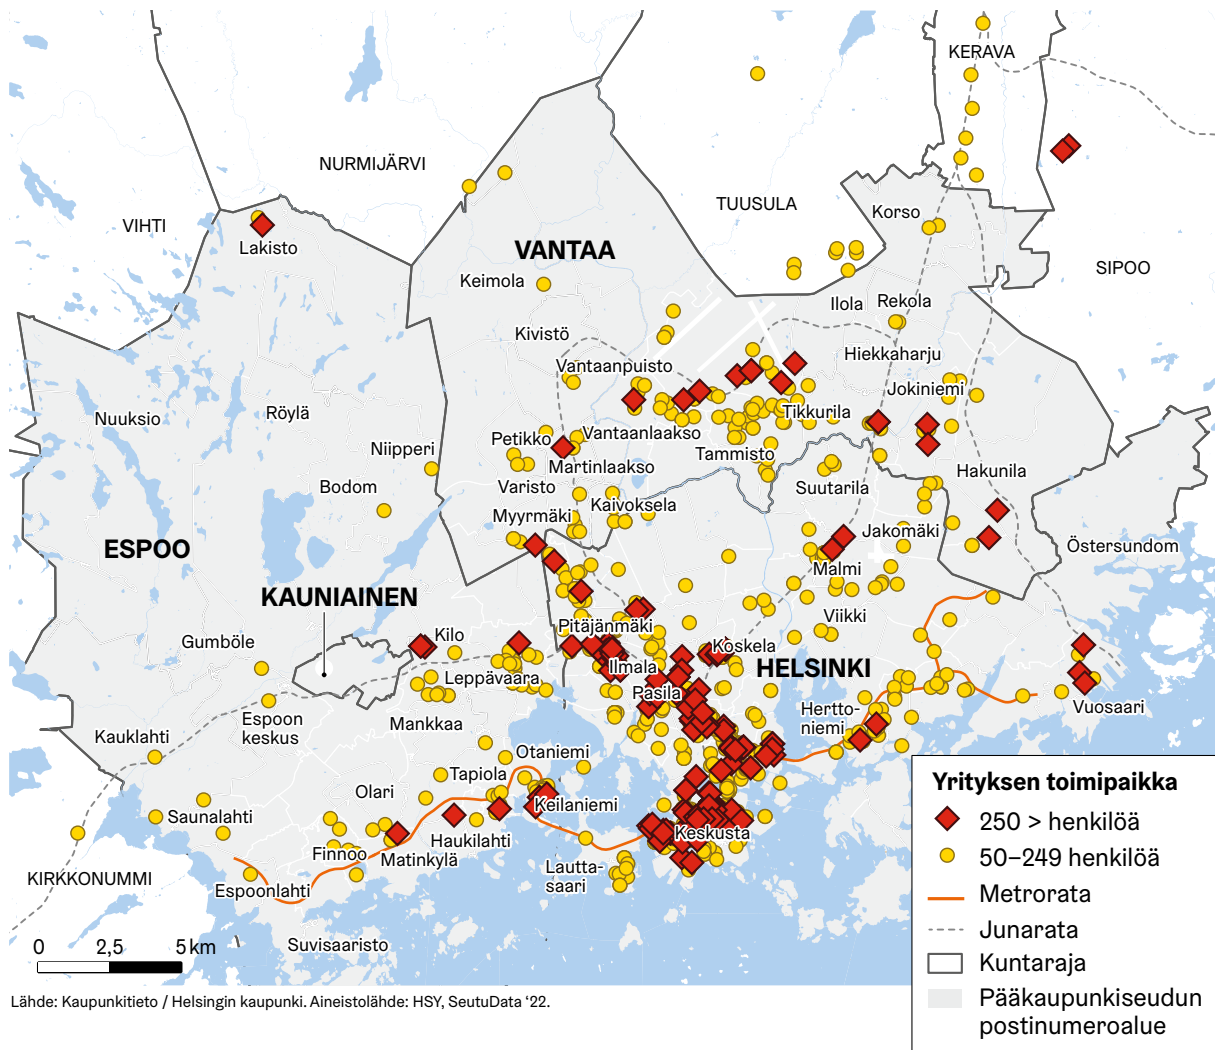 KERAVA
NURMIJÄRVI
VIHTI
TUUSULA
Korso
Lakisto
VANTAA
SIPOO
Keimola
Ilola
Rekola
Kivistö
Hiekkaharju
Vantaanpuisto
Jokiniemi
Nuuksio
Röylä
Tikkurila
Petikko
Vantaanlaakso
Niipperi
Tammisto
Martinlaakso
Hakunila
Bodom
Varisto
Suutarila
Kaivoksela
Myyrmäki
Jakomäki
ESPOO
Östersundom
Malmi
KAUNIAINEN
Viikki
Pitäjänmäki
Gumböle
Kilo
Koskela
Ilmala
HELSINKI
Leppävaara
Pasila
Vuosaari
Espoon
keskus
Mankkaa
Hertto-
niemi
Kauklahti
Otaniemi
Tapiola
Olari
Keilaniemi
Saunalahti
Keskusta
Haukilahti
Finnoo
Matinkylä
Lautta-
saari
KIRKKONUMMI
Espoonlahti
Suvisaaristo
0 2,5 5 km
Yrityksen toimipaikka
250 > henkilöä
50–249 henkilöä
Metrorata
Junarata
Kuntaraja
Pääkaupunkiseudun
postinumeroalue
Lähde: Kaupunkitieto / Helsingin kaupunki. Aineistolähde: HSY, SeutuData ‘22.